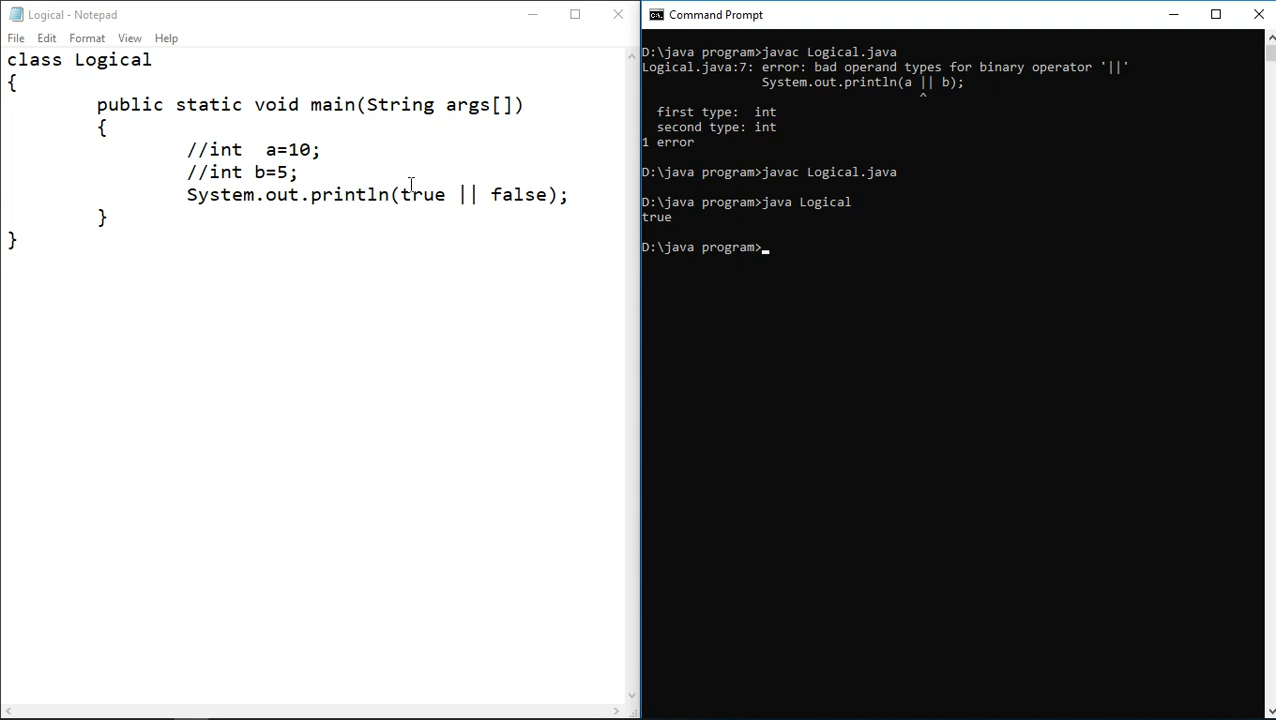 Logical - Notepad
File Edit Format View Help
class Logical
{
public static void main(String args[])
{
//int  a=10;
//int b=5;
System.out.println(true || false);
}
}
Command Prompt
D:\java program>javac Logical.java
Logical.java:7: error: bad operand types for binary operator '||'
System.out.println(a || b);
^
first type:  int
second type: int
1 error
D:\java program>javac Logical.java
D:\java program>java Logical
true
D:\java program>